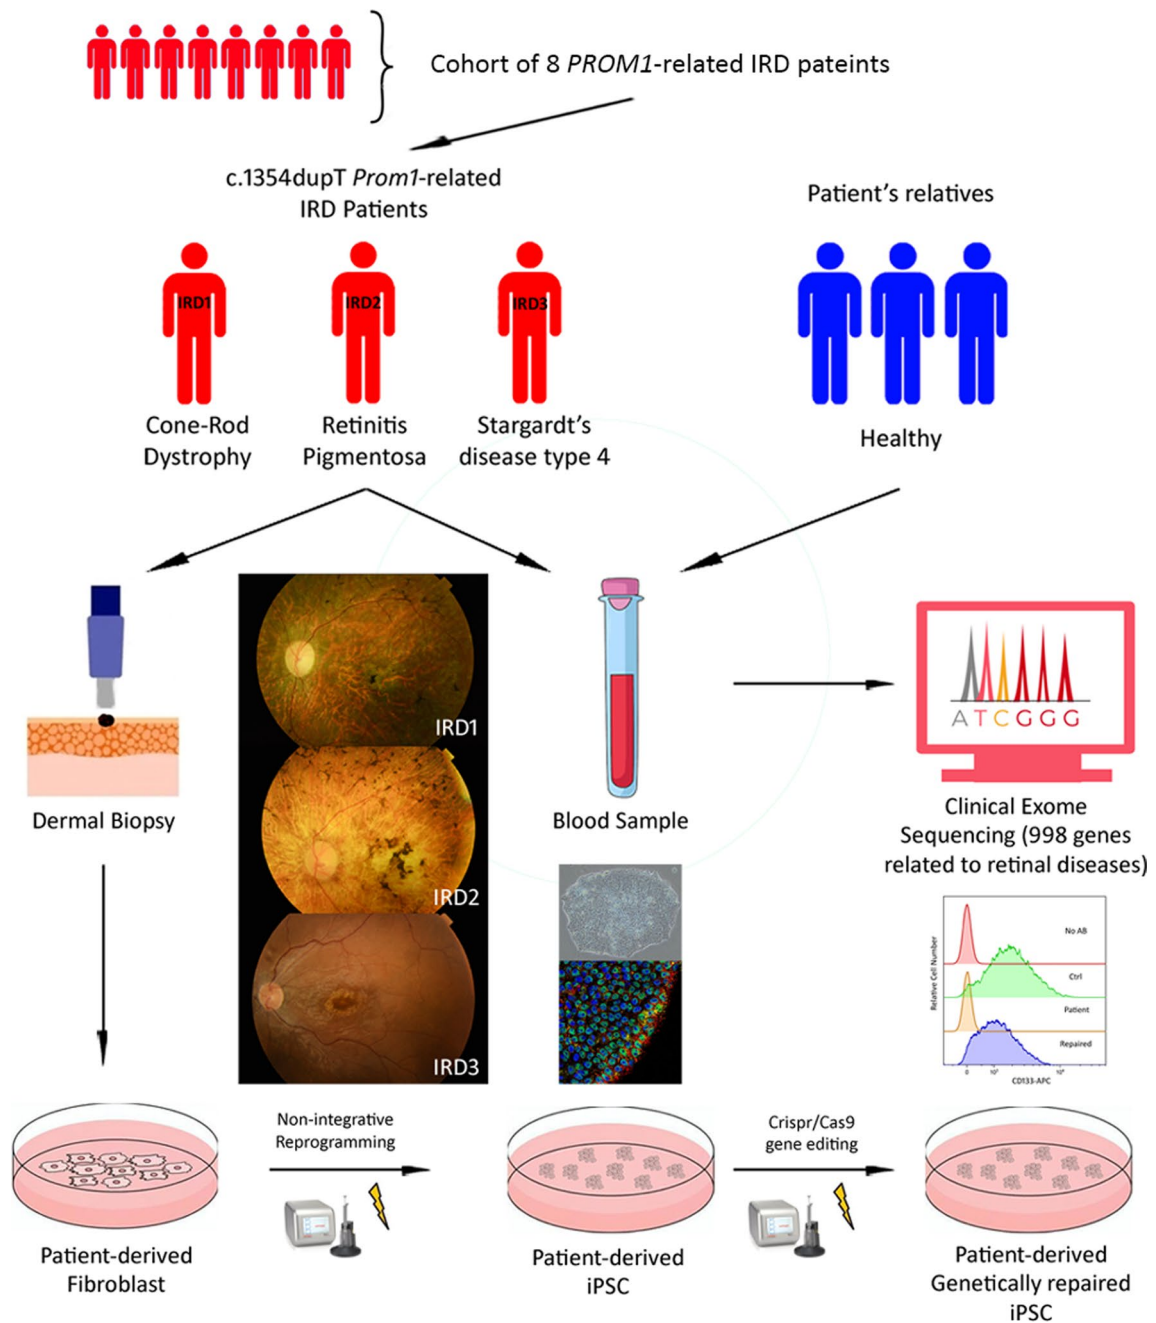 Cohort of 8 PROM1-related IRD pateints
c.1354dupT Prom1-related
IRD Patients
Patient's relatives
IRD1
IRD2
IRD3
Cone-Rod
Dystrophy
Retinitis
Pigmentosa
Stargardt's
disease type 4
Healthy
IRD1
IRD2
IRD3
ATCGGG
Dermal Biopsy
Blood Sample
Clinical Exome
Sequencing (998 genes
related to retinal diseases)
Relative Cell Number
No AB
Ctrl
Patient
Repaired
0
CD133-APC
Non-integrative
Reprogramming
Crispr/Cas9
gene editing
Patient-derived
Fibroblast
Patient-derived
iPSC
Patient-derived
Genetically repaired
iPSC